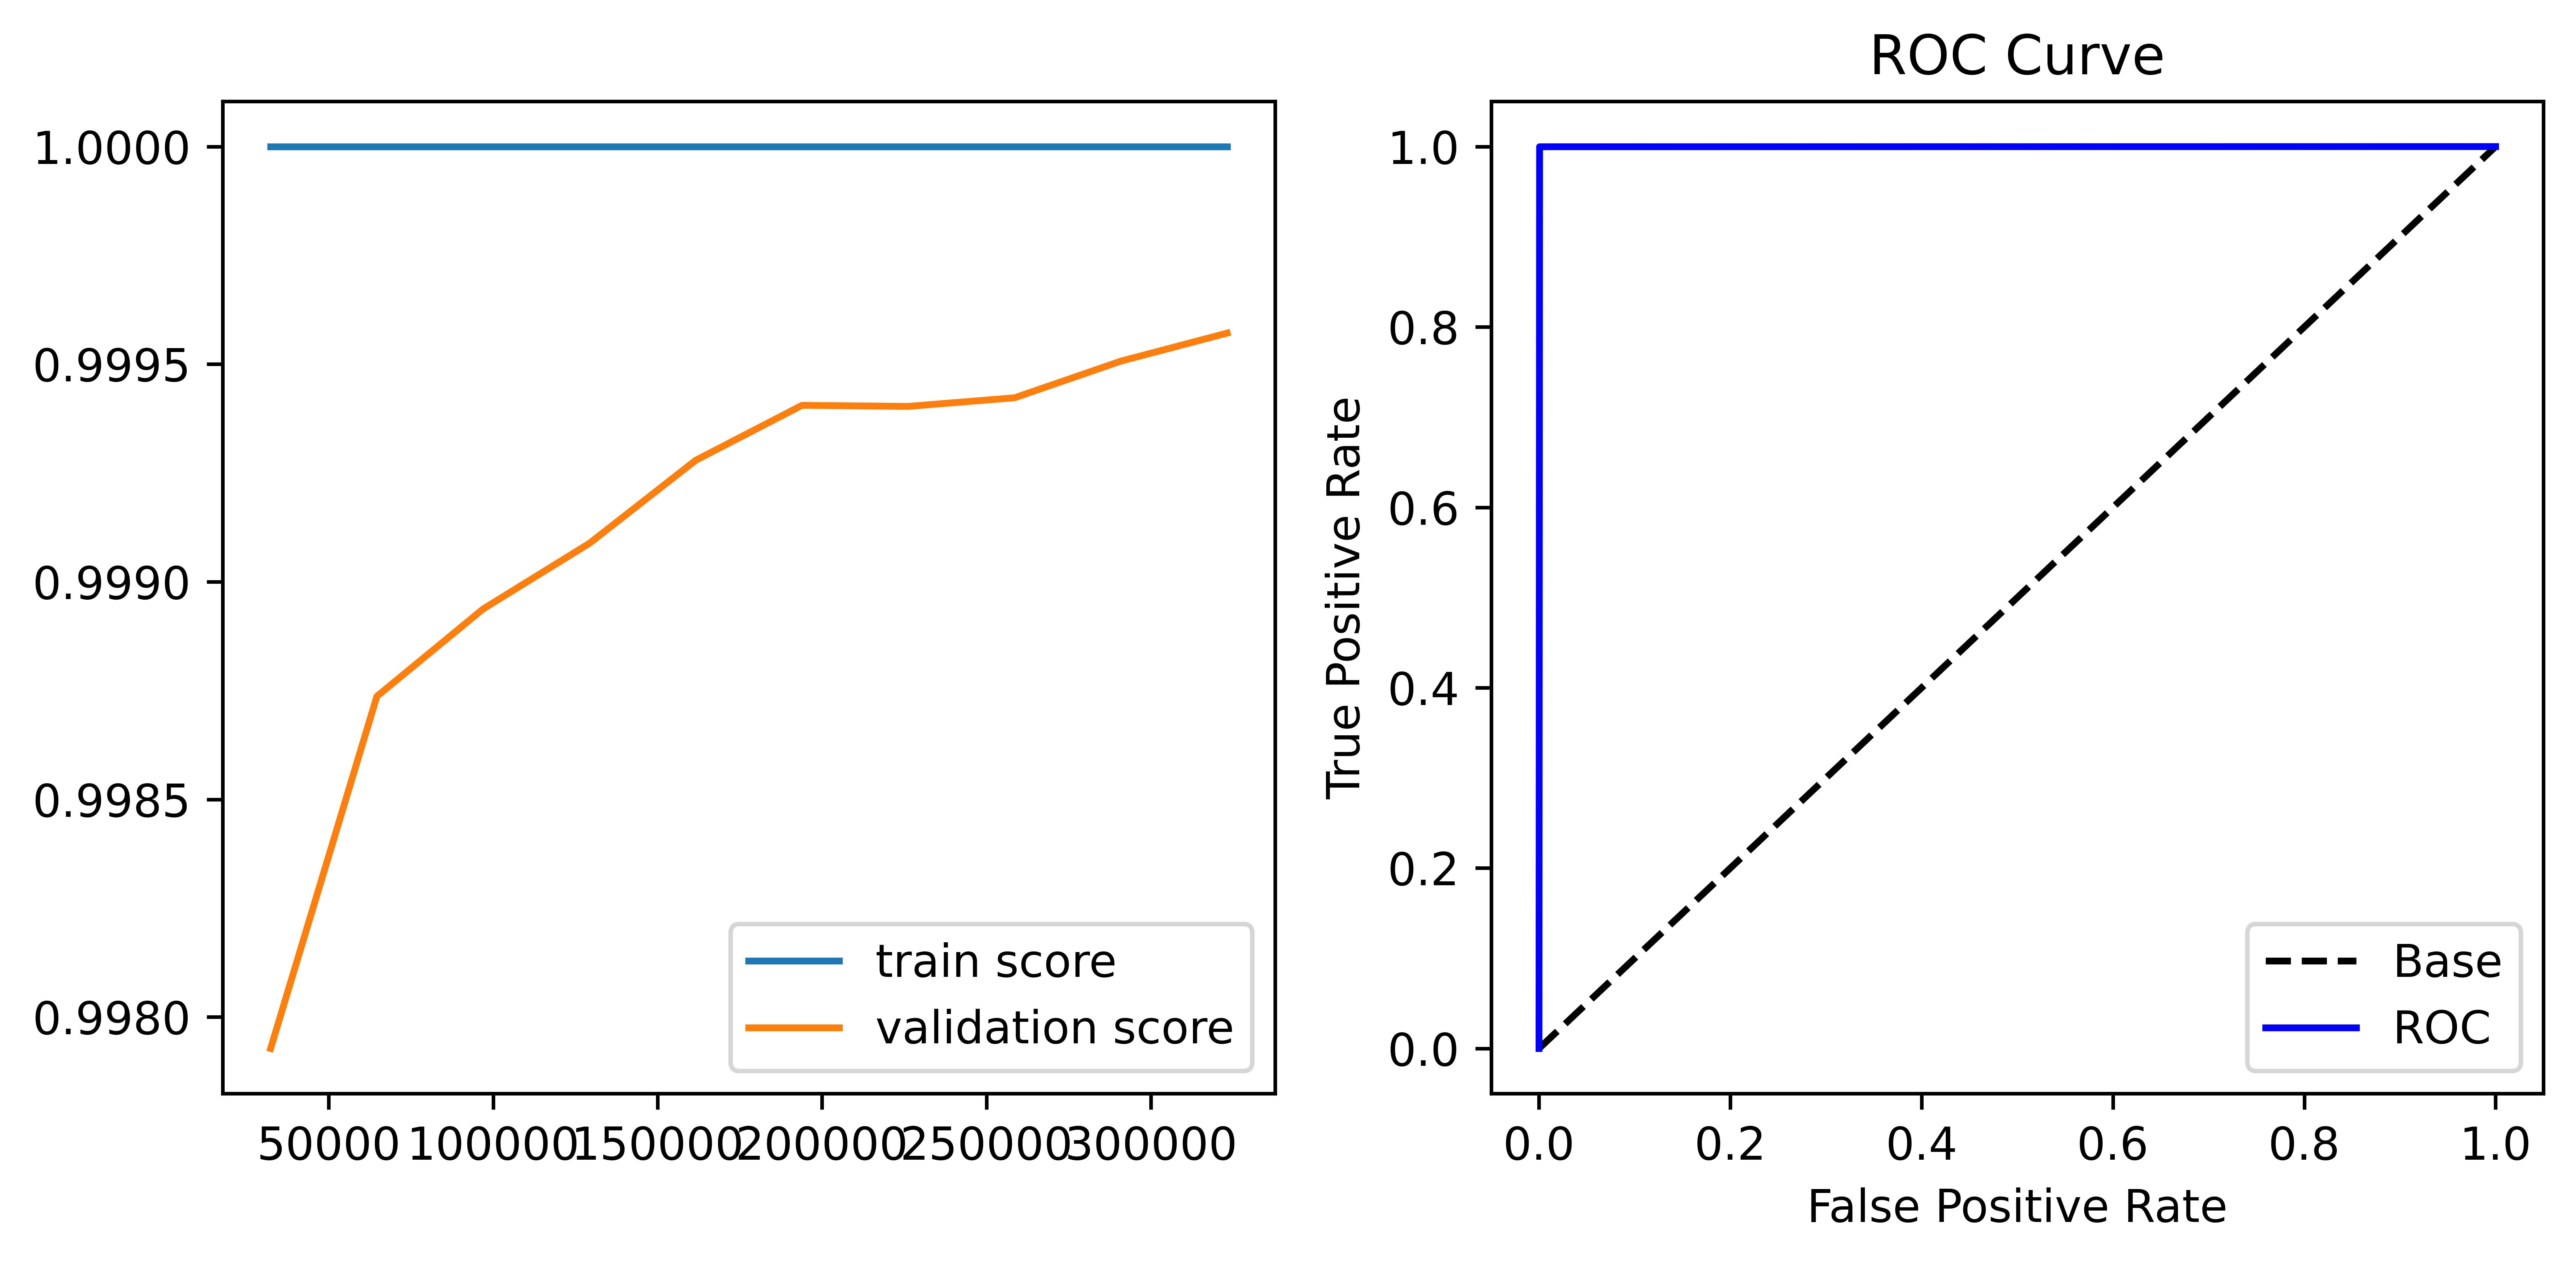 1.0000
0.9995
0.9990
0.9985
0.9980
50000 100000 150000 200000 250000 300000
train score
validation score
ROC Curve
True Positive Rate
1.0
0.8
0.6
0.4
0.2
0.0
0.0 0.2 0.4 0.6 0.8 1.0
False Positive Rate
Base
ROC